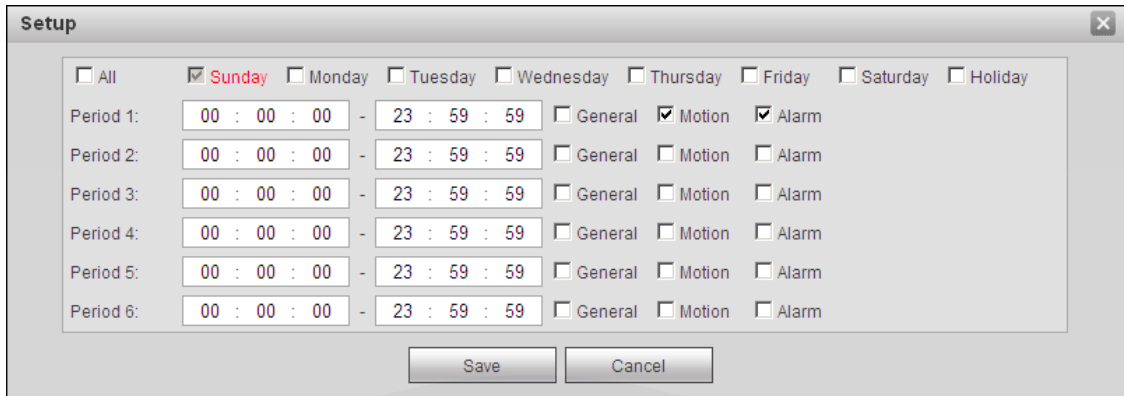 Setup
All Sunday Monday Tuesday Wednesday Thursday Friday Saturday Holiday
Period 1: 00 : 00 : 00 - 23 : 59 : 59 General Motion Alarm
Period 2: 00 : 00 : 00 - 23 : 59 : 59 General Motion Alarm
Period 3: 00 : 00 : 00 - 23 : 59 : 59 General Motion Alarm
Period 4: 00 : 00 : 00 - 23 : 59 : 59 General Motion Alarm
Period 5: 00 : 00 : 00 - 23 : 59 : 59 General Motion Alarm
Period 6: 00 : 00 : 00 - 23 : 59 : 59 General Motion Alarm
Save Cancel